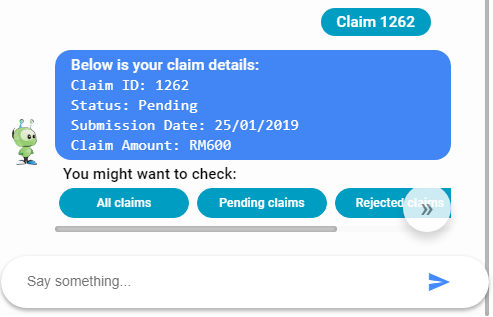 Claim 1262
Below is your claim details:
Claim ID: 1262
Status: Pending
Submission Date: 25/01/2019
Claim Amount: RM600
You might want to check:
All claims Pending claims Rejected claims »
Say something...